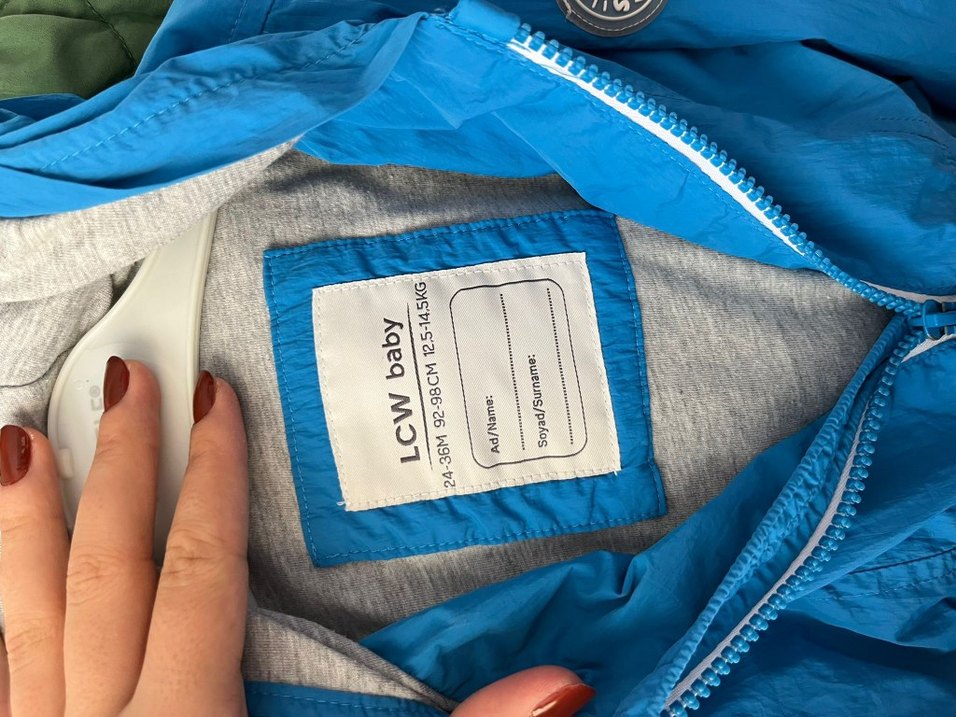 LCW baby
24-36M 92-98CM 12.5-14.5KG
Ad/Name:
Soyad/Surname: